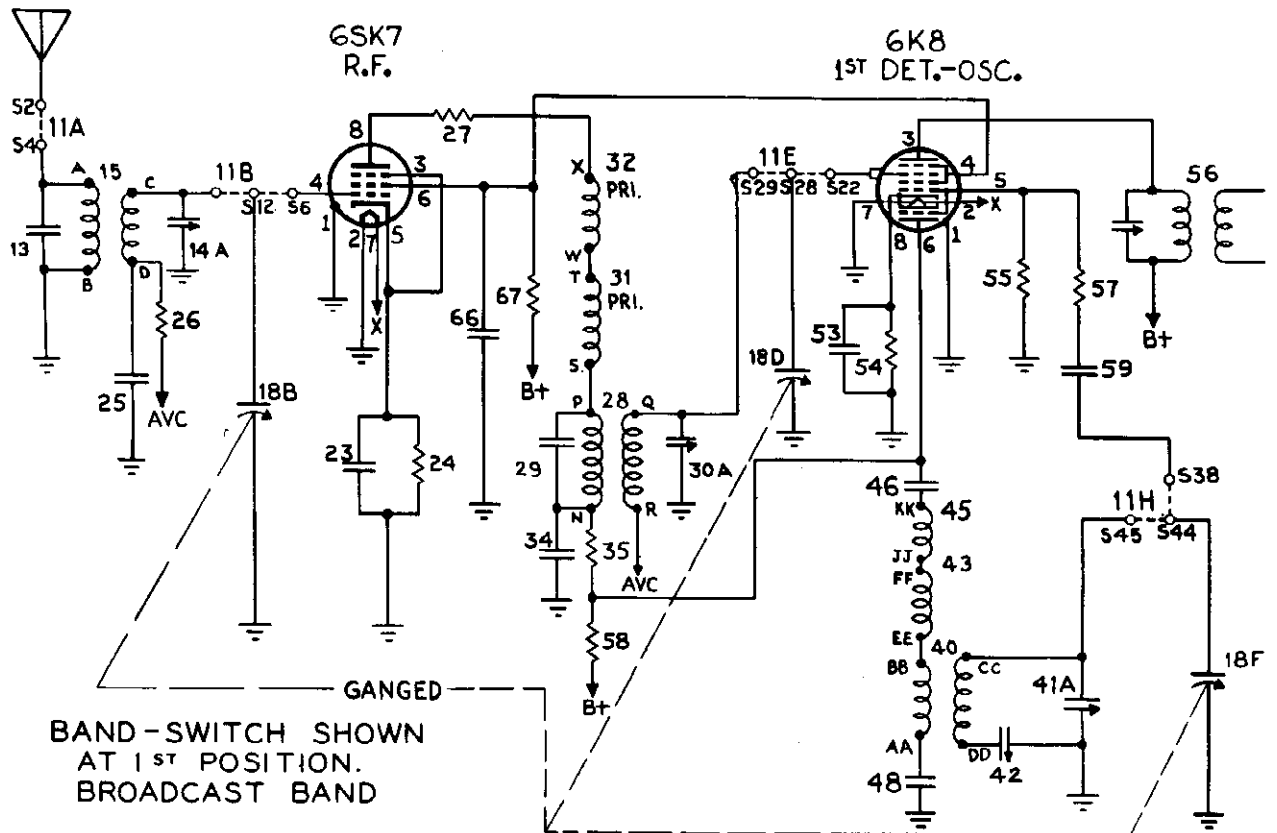 6SK7
R.F.
6K8
1ST DET.-OSC.
S2
11A
S4
A
15
C
B
D
13
14A
25
26
AVC
11B
S12
S6
18B
8
3
4
6
1
2
7
5
X
27
23
24
66
67
B+
X
32
PRI.
W
T
31
PRI.
S.
P
28
Q
29
N
R
30A
34
35
AVC
58
B+
11E
S29
S28
S22
18D
3
4
5
7
2
X
8
6
1
53
54
55
57
59
56
B+
46
KK
45
JJ
43
FF
EE
40
BB
CC
AA
DD
42
48
41A
S38
11H
S45
S44
18F
GANGED
BAND-SWITCH SHOWN
AT 1ST POSITION.
BROADCAST BAND